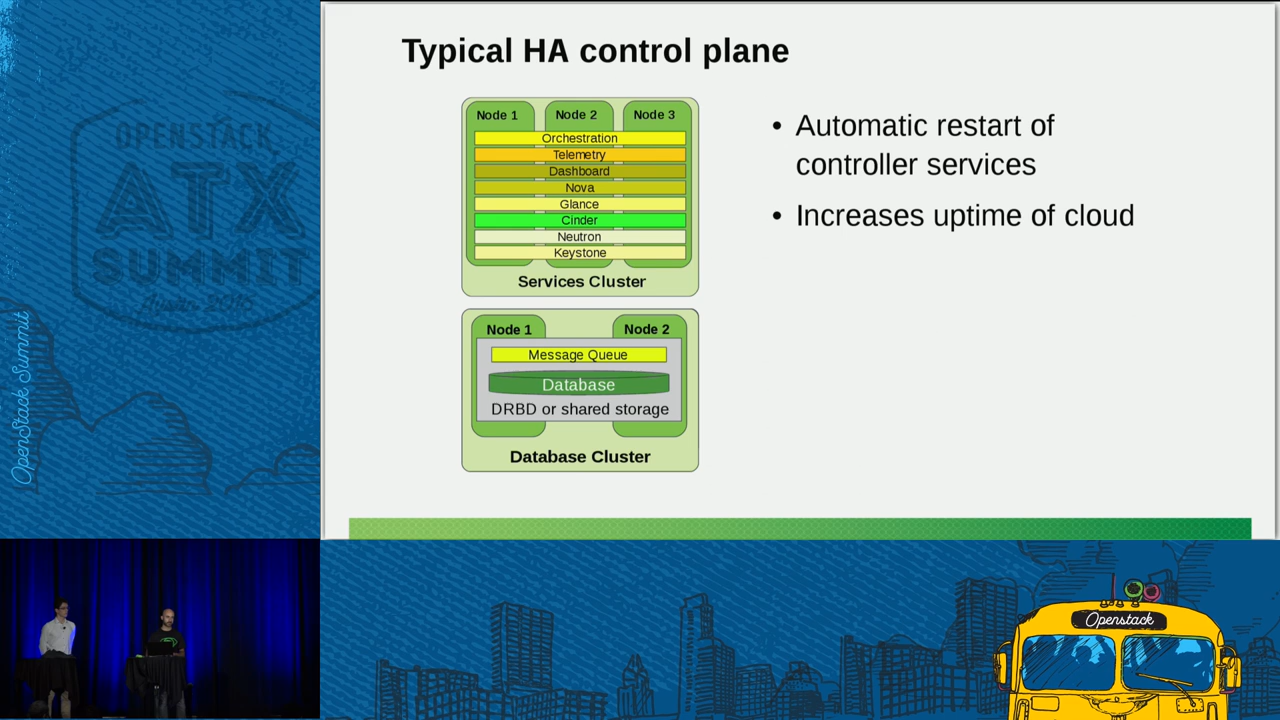 Typical HA control plane
Node 1
Node 2
Node 3
Orchestration
Telemetry
Dashboard
Nova
Glance
Cinder
Neutron
Keystone
Services Cluster
Node 1
Node 2
Message Queue
Database
DRBD or shared storage
Database Cluster
• Automatic restart of
controller services
• Increases uptime of cloud
OPENSTACK
ATX
SUMMIT
Austin 2016
OpenStack Summit
Openstack